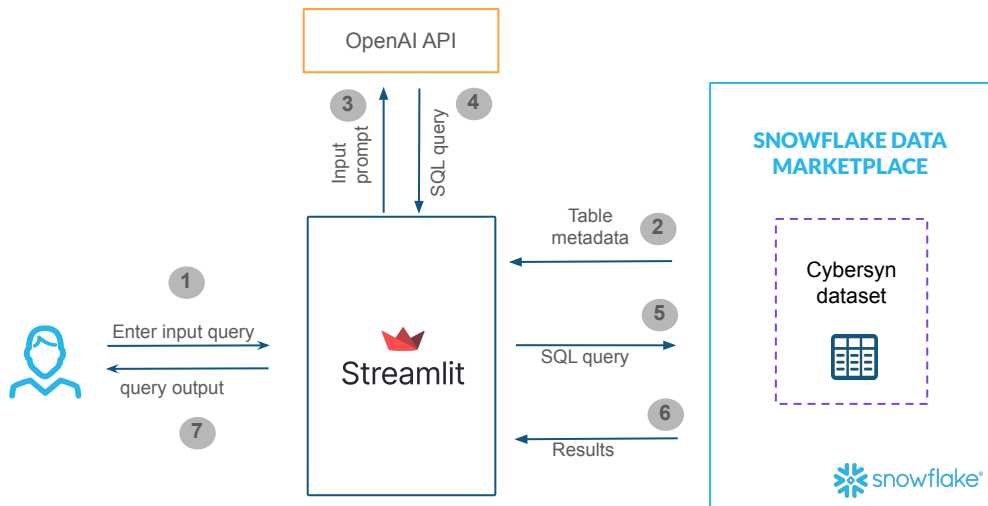 OpenAI API
3
4
Input
prompt
SQL query
SNOWFLAKE DATA
MARKETPLACE
Table
metadata
2
Cybersyn
dataset
1
Enter input query
query output
7
Streamlit
5
SQL query
6
Results
snowflake®